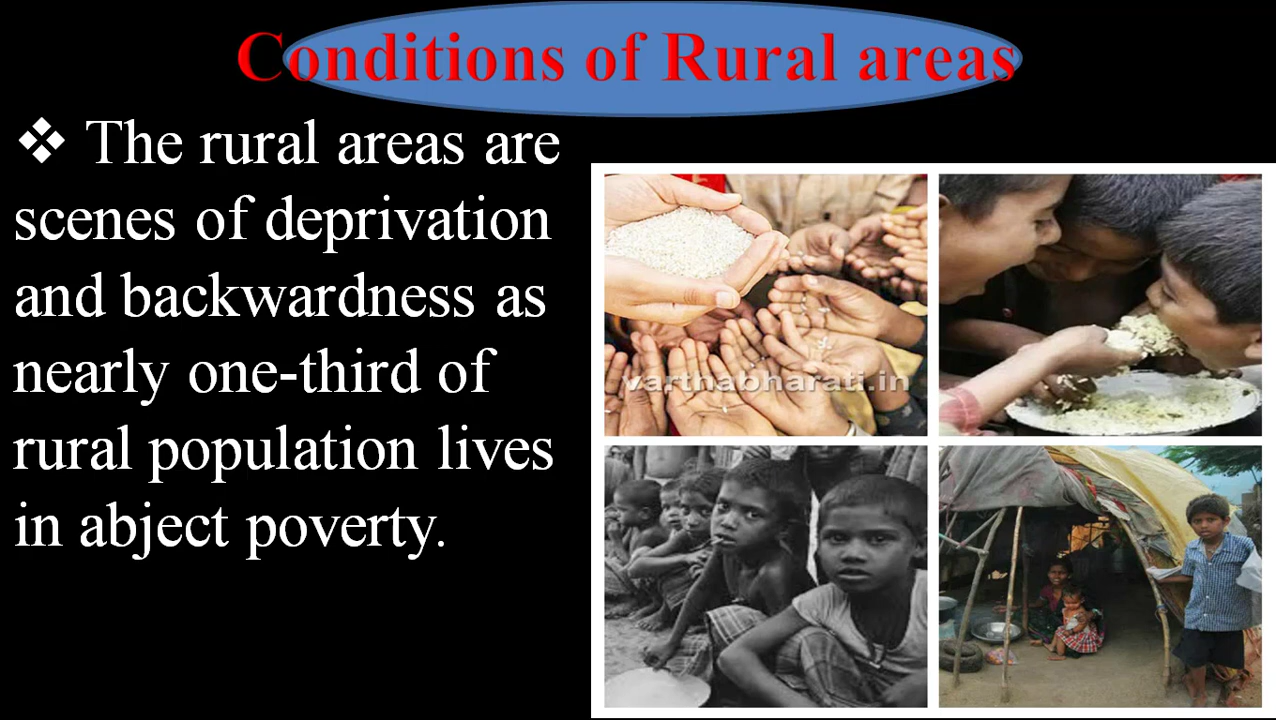 Conditions of Rural areas
❖ The rural areas are
scenes of deprivation
and backwardness as
nearly one-third of
rural population lives
in abject poverty.
varthabharati.in